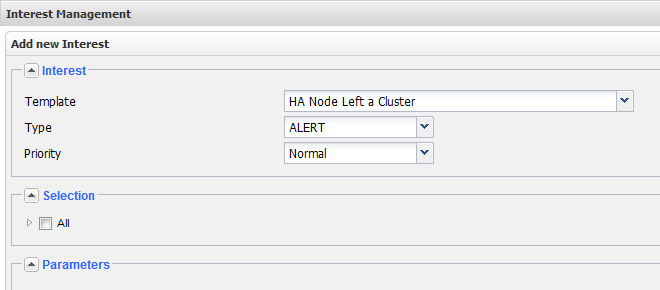 Interest Management
Add new Interest
Interest
Template HA Node Left a Cluster
Type ALERT
Priority Normal
Selection
All
Parameters